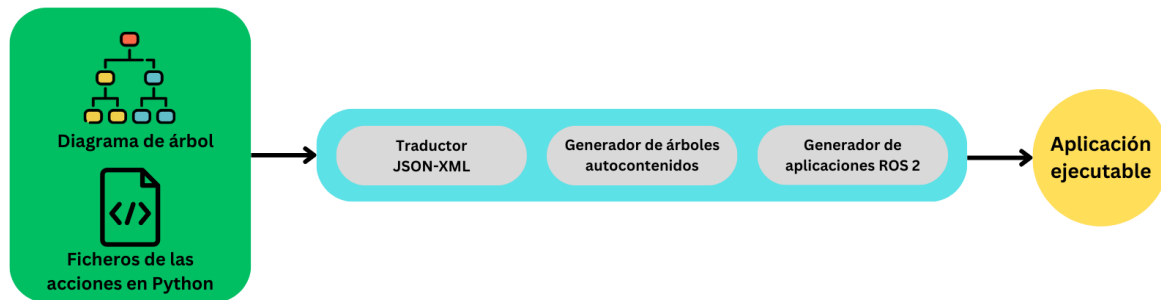 Diagrama de árbol
</>
Ficheros de las
acciones en Python
Traductor
JSON-XML
Generador de árboles
autocontenidos
Generador de
aplicaciones ROS 2
Aplicación
ejecutable